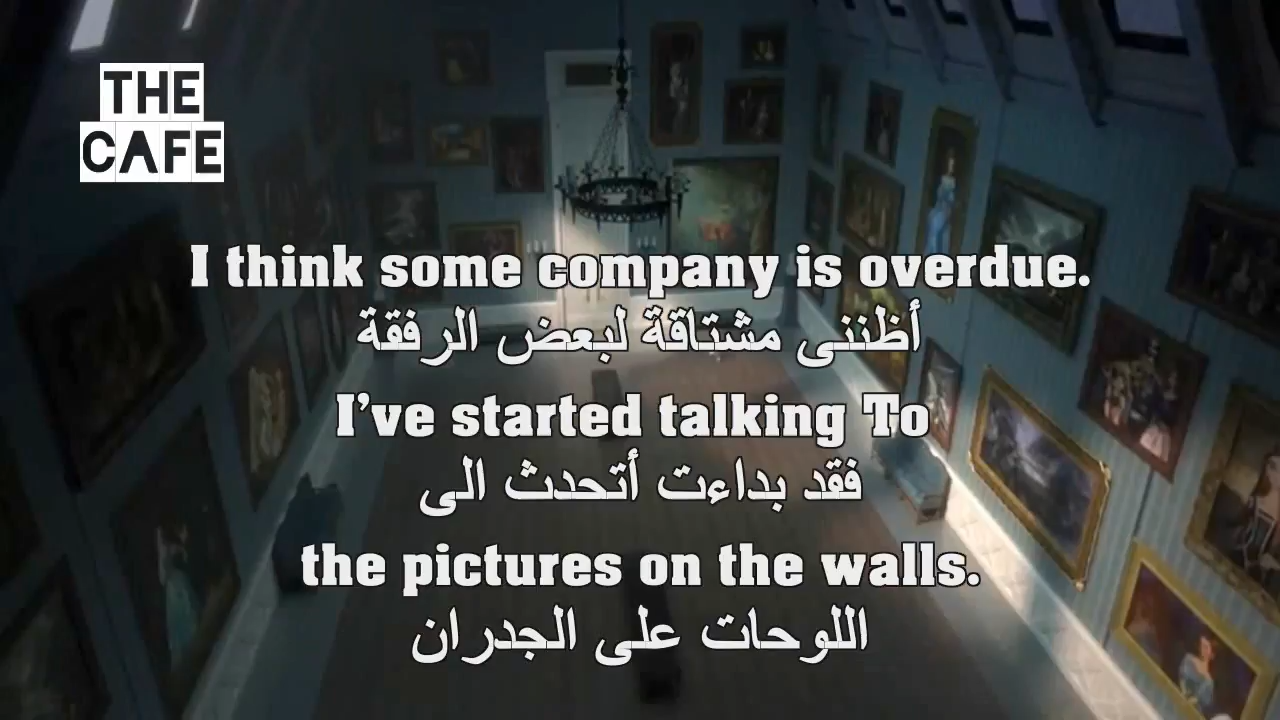 THE
CAFE
I think some company is overdue.
أظننى مشتاقة لبعض الرفقة
I've started talking To
فقد بداءت أتحدث الى
the pictures on the walls.
اللوحات على الجدران